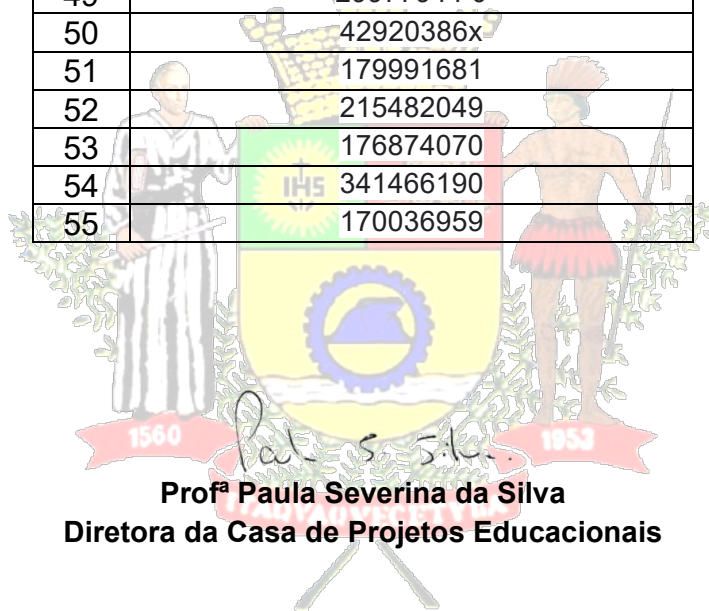 50 42920386x
51 179991681
52 215482049
53 176874070
54 341466190
55 170036959
IHS
1560 1953
Profª Paula Severina da Silva
Diretora da Casa de Projetos Educacionais